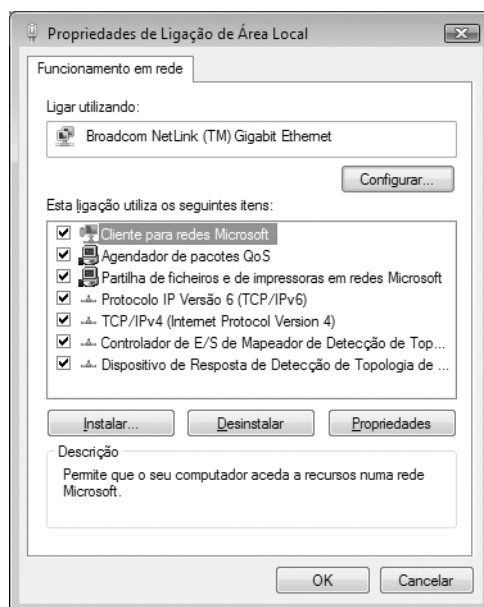 Propriedades de Ligação de Área Local
Funcionamento em rede
Ligar utilizando:
Broadcom NetLink (TM) Gigabit Ethernet
Configurar...
Esta ligação utiliza os seguintes itens:
Cliente para redes Microsoft
Agendador de pacotes QoS
Partilha de ficheiros e de impressoras em redes Microsoft
Protocolo IP Versão 6 (TCP/IPv6)
TCP/IPv4 (Internet Protocol Version 4)
Controlador de E/S de Mapeador de Detecção de Top...
Dispositivo de Resposta de Detecção de Topologia de ...
Instalar... Desinstalar Propriedades
Descrição
Permite que o seu computador aceda a recursos numa rede
Microsoft.
OK Cancelar